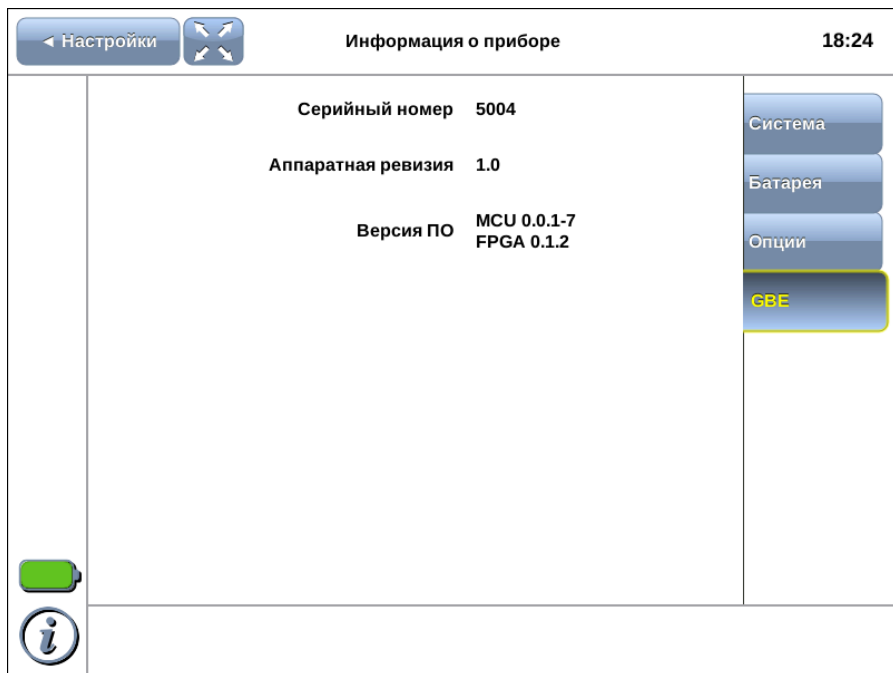 ◄ Настройки
Информация о приборе
18:24
Серийный номер 5004
Аппаратная ревизия 1.0
Версия ПО MCU 0.0.1-7
FPGA 0.1.2
Система
Батарея
Опции
GBE
i